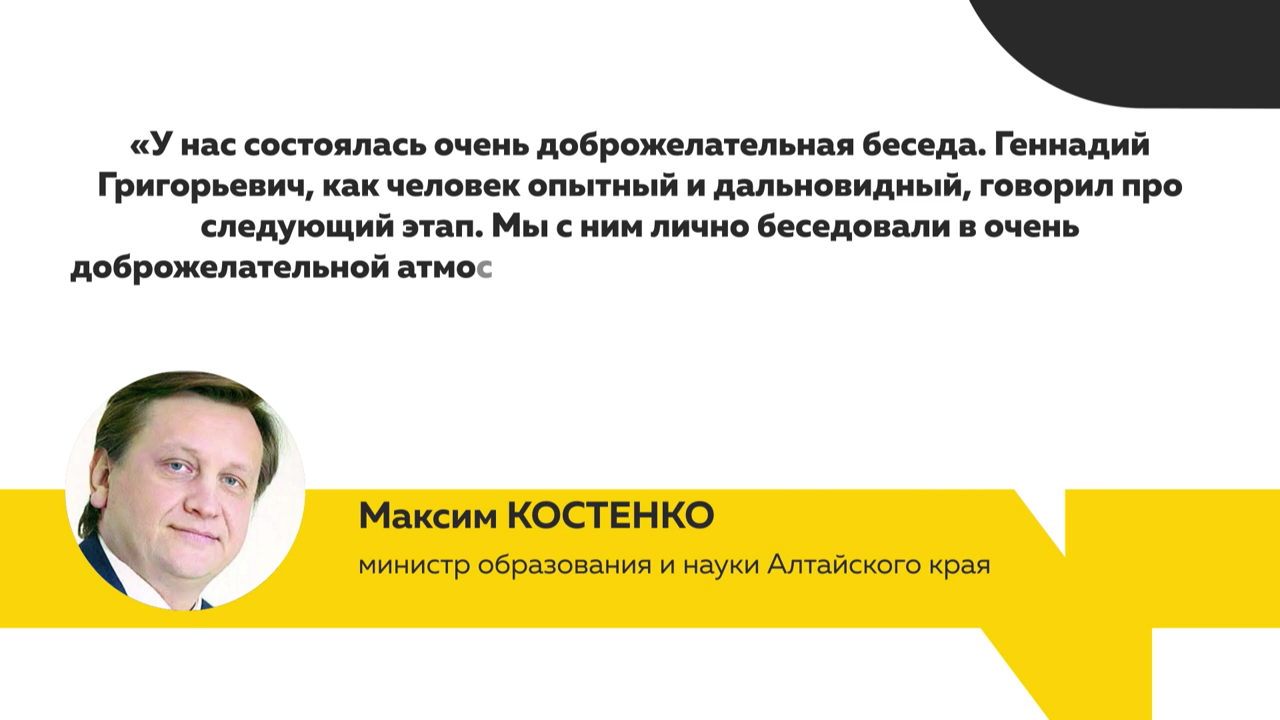 «У нас состоялась очень доброжелательная беседа. Геннадий
Григорьевич, как человек опытный и дальновидный, говорил про
следующий этап. Мы с ним лично беседовали в очень
доброжелательной атмос
Максим КОСТЕНКО
министр образования и науки Алтайского края